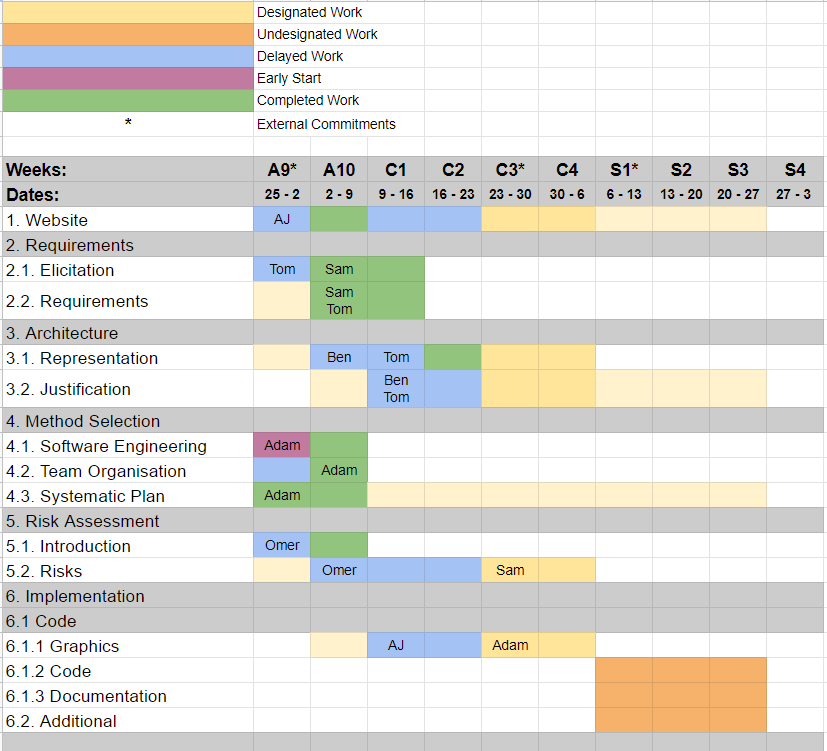 Designated Work
Undesignated Work
Delayed Work
Early Start
Completed Work
* External Commitments
Weeks: A9* A10 C1 C2 C3* C4 S1* S2 S3 S4
Dates: 25 - 2 2 - 9 9 - 16 16 - 23 23 - 30 30 - 6 6 - 13 13 - 20 20 - 27 27 - 3
1. Website AJ
2. Requirements
2.1. Elicitation Tom Sam
2.2. Requirements Sam
Tom
3. Architecture
3.1. Representation Ben Tom
3.2. Justification Ben
Tom
4. Method Selection
4.1. Software Engineering Adam
4.2. Team Organisation Adam
4.3. Systematic Plan Adam
5. Risk Assessment
5.1. Introduction Omer
5.2. Risks Omer Sam
6. Implementation
6.1 Code
6.1.1 Graphics AJ Adam
6.1.2 Code
6.1.3 Documentation
6.2. Additional